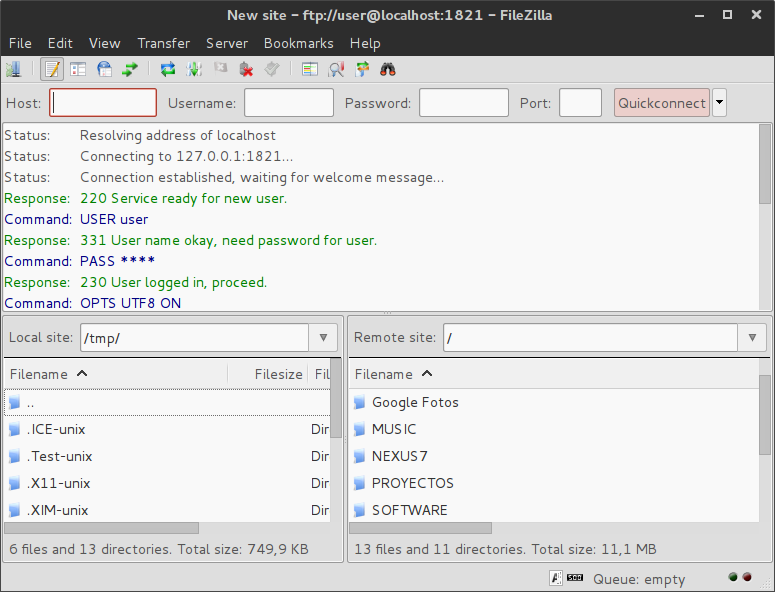 New site - ftp://user@localhost:1821 - FileZilla
File Edit View Transfer Server Bookmarks Help
Host: Username: Password: Port: Quickconnect
Status: Resolving address of localhost
Status: Connecting to 127.0.0.1:1821...
Status: Connection established, waiting for welcome message...
Response: 220 Service ready for new user.
Command: USER user
Response: 331 User name okay, need password for user.
Command: PASS ****
Response: 230 User logged in, proceed.
Command: OPTS UTF8 ON
Local site: /tmp/
Filename Filesize Fil
..
.ICE-unix Dir
.Test-unix Dir
.X11-unix Dir
.XIM-unix Dir
6 files and 13 directories. Total size: 749,9 KB
Remote site: /
Filename
Google Fotos
MUSIC
NEXUS7
PROYECTOS
SOFTWARE
13 files and 11 directories. Total size: 11,1 MB
Queue: empty